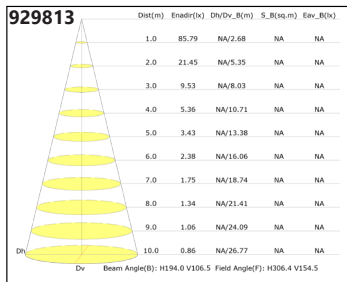 929813
Dist(m) Enadir(lx) Dh/Dv_B(m) S_B(sq.m) Eav_B(lx)
1.0 85.79 NA/2.68 NA NA
2.0 21.45 NA/5.35 NA NA
3.0 9.53 NA/8.03 NA NA
4.0 5.36 NA/10.71 NA NA
5.0 3.43 NA/13.38 NA NA
6.0 2.38 NA/16.06 NA NA
7.0 1.75 NA/18.74 NA NA
8.0 1.34 NA/21.41 NA NA
9.0 1.06 NA/24.09 NA NA
Dh 10.0 0.86 NA/26.77 NA NA
Dv Beam Angle(B): H194.0 V106.5 Field Angle(F): H306.4 V154.5